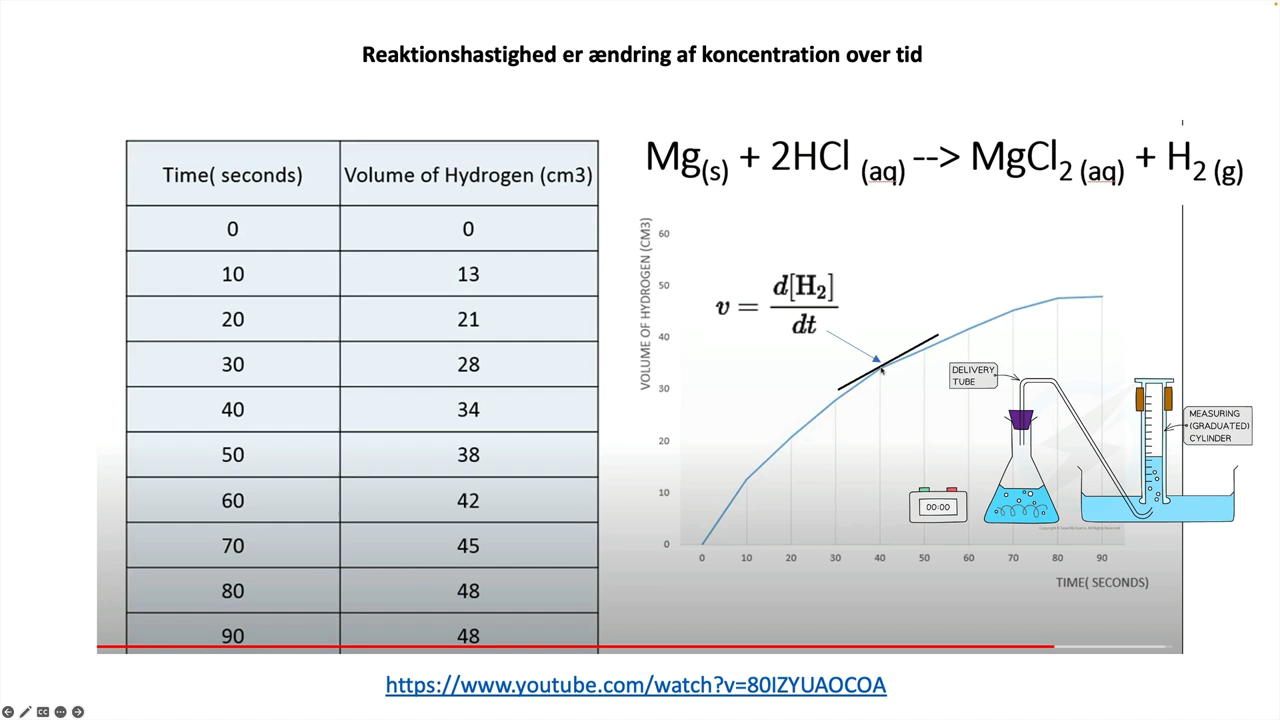 Reaktionshastighed er ændring af koncentration over tid
Time( seconds) Volume of Hydrogen (cm3)
0 0
10 13
20 21
30 28
40 34
50 38
60 42
70 45
80 48
90 48
Mg(s) + 2HCl (aq) --> MgCl2 (aq) + H2 (g)
VOLUME OF HYDROGEN (CM3)
60
50
40
30
20
10
0
v = d[H2]/dt
0 10 20 30 40 50 60 70 80 90
TIME( SECONDS)
DELIVERY
TUBE
MEASURING
(GRADUATED)
CYLINDER
00:00
https://www.youtube.com/watch?v=80IZYUAOCOA
CC